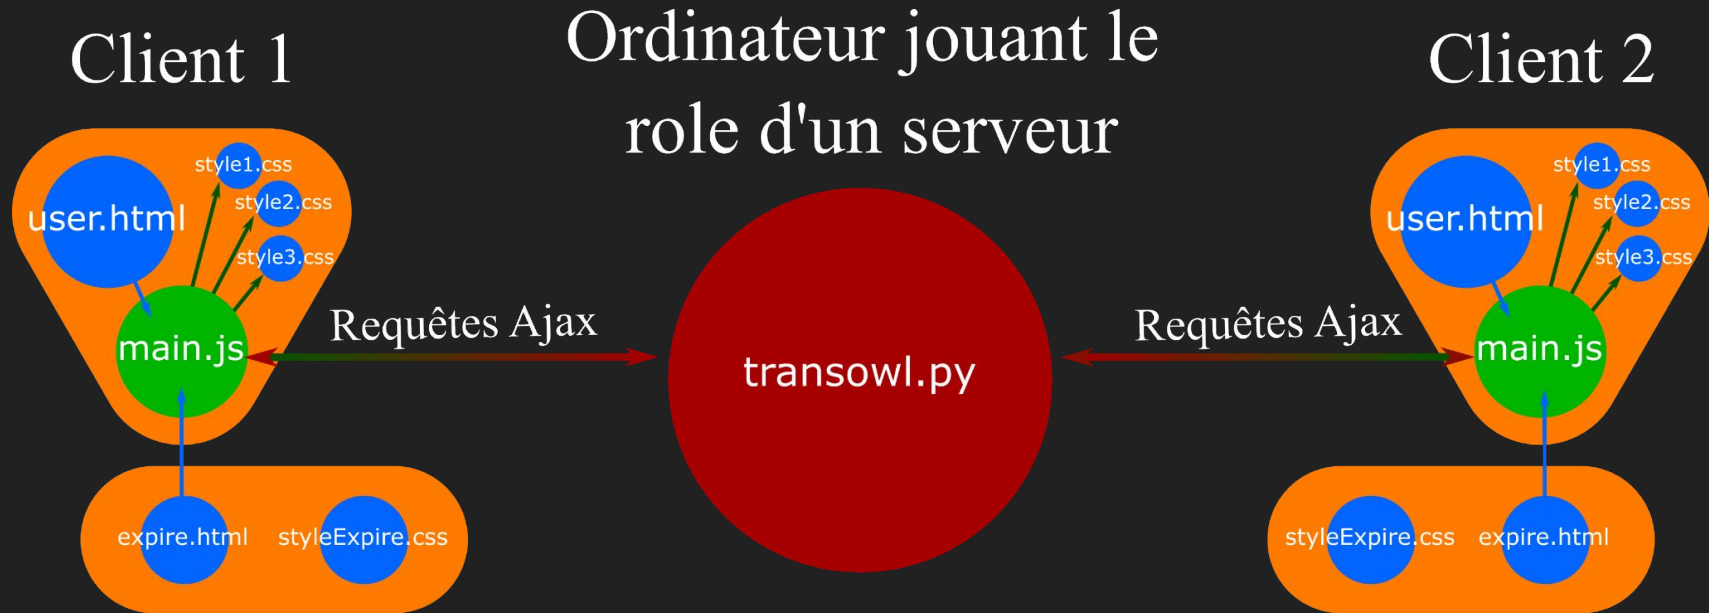 Client 1
Ordinateur jouant le
role d'un serveur
Client 2
user.html
style1.css
style2.css
style3.css
main.js
Requêtes Ajax
expire.html
styleExpire.css
transowl.py
Requêtes Ajax
user.html
style1.css
style2.css
style3.css
main.js
styleExpire.css
expire.html